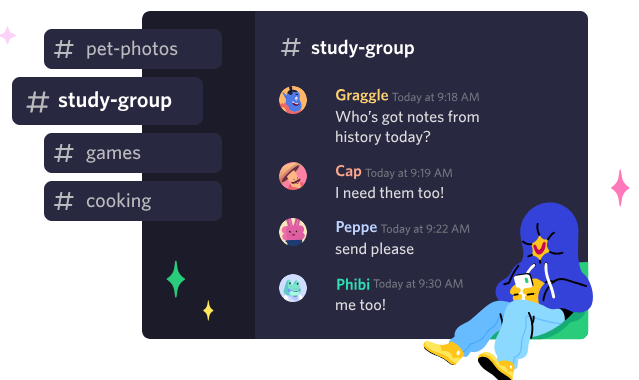 # pet-photos
# study-group
# games
# cooking
# study-group
Graggle Today at 9:18 AM
Who’s got notes from
history today?
Cap Today at 9:19 AM
I need them too!
Peppe Today at 9:22 AM
send please
Phibi Today at 9:30 AM
me too!